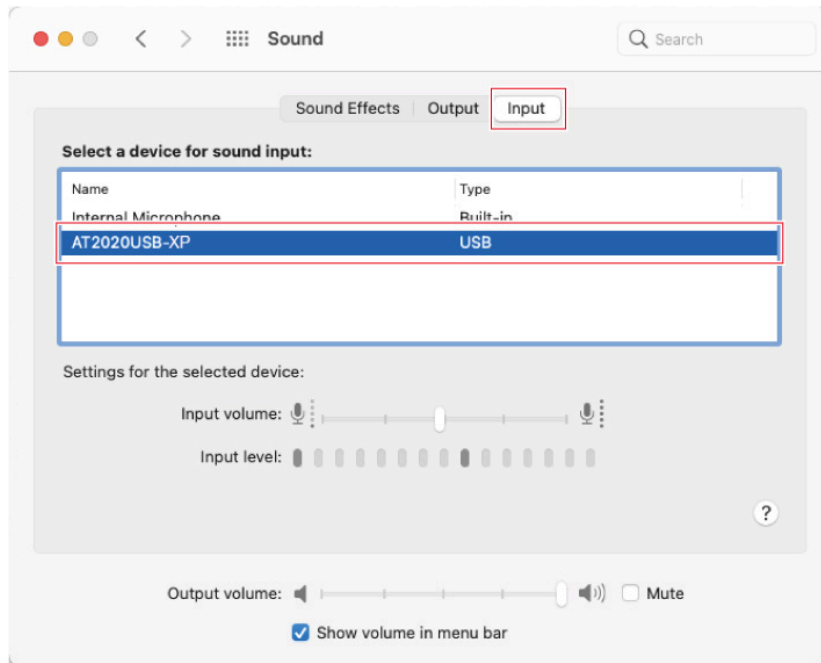 Sound
Search
Sound Effects Output Input
Select a device for sound input:
Name Type
Internal Microphone Built-in
AT2020USB-XP USB
Settings for the selected device:
Input volume:
Input level:
?
Output volume: Mute
Show volume in menu bar